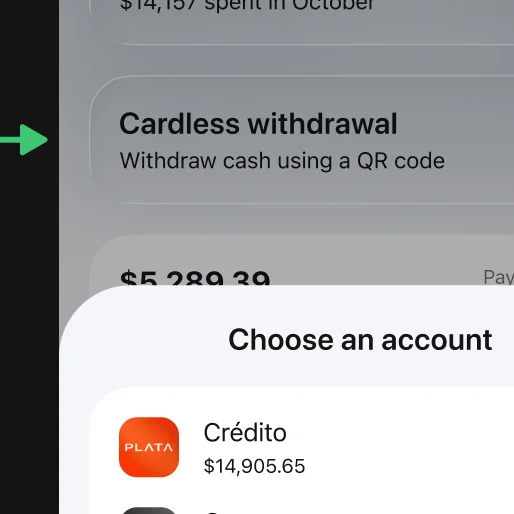 $14,157 spent in October
Cardless withdrawal
Withdraw cash using a QR code
$5,289.39
Pay
Choose an account
PLATA
Crédito
$14,905.65